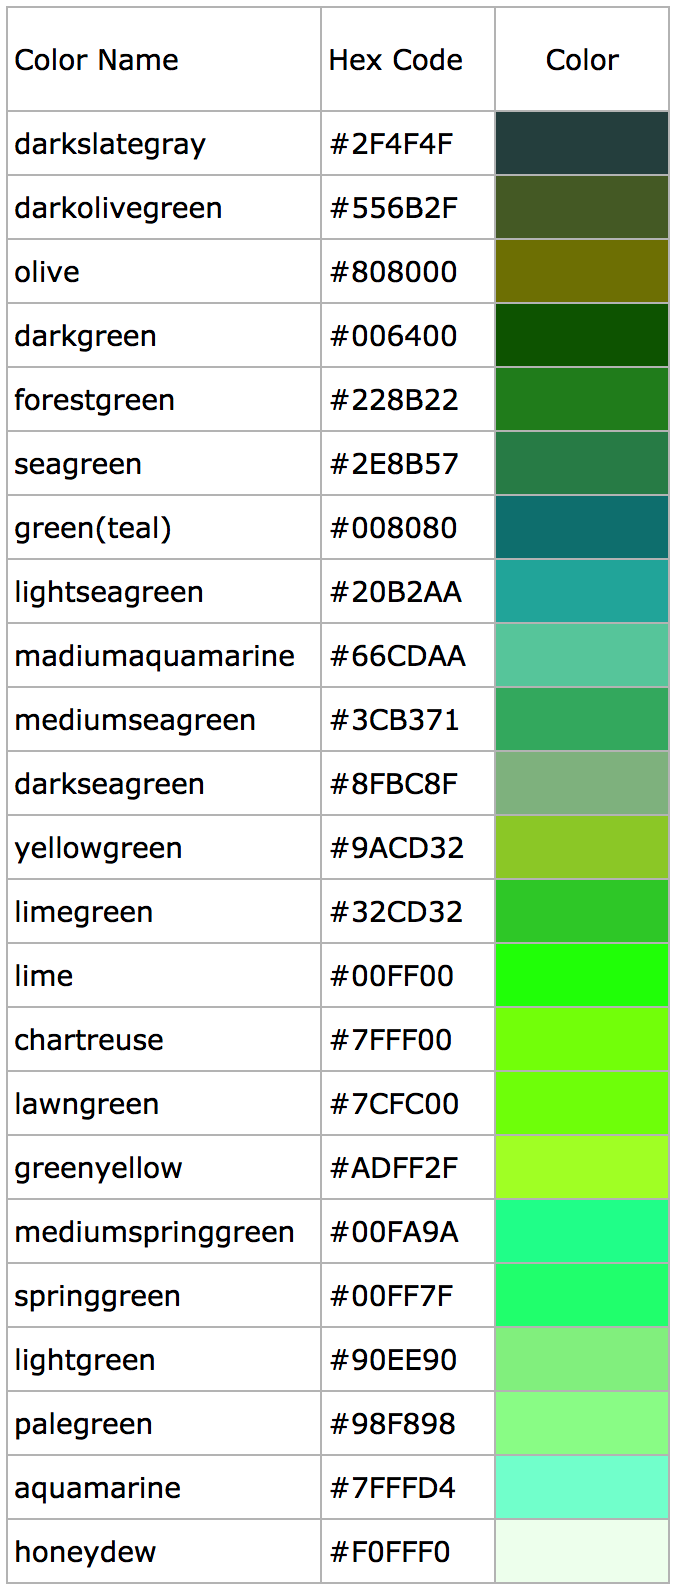 Color Name Hex Code Color
darkslategray #2F4F4F
darkolivegreen #556B2F
olive #808000
darkgreen #006400
forestgreen #228B22
seagreen #2E8B57
green(teal) #008080
lightseagreen #20B2AA
madiumaquamarine #66CDAA
mediumseagreen #3CB371
darkseagreen #8FBC8F
yellowgreen #9ACD32
limegreen #32CD32
lime #00FF00
chartreuse #7FFF00
lawngreen #7CFC00
greenyellow #ADFF2F
mediumspringgreen #00FA9A
springgreen #00FF7F
lightgreen #90EE90
palegreen #98F898
aquamarine #7FFFD4
honeydew #F0FFF0